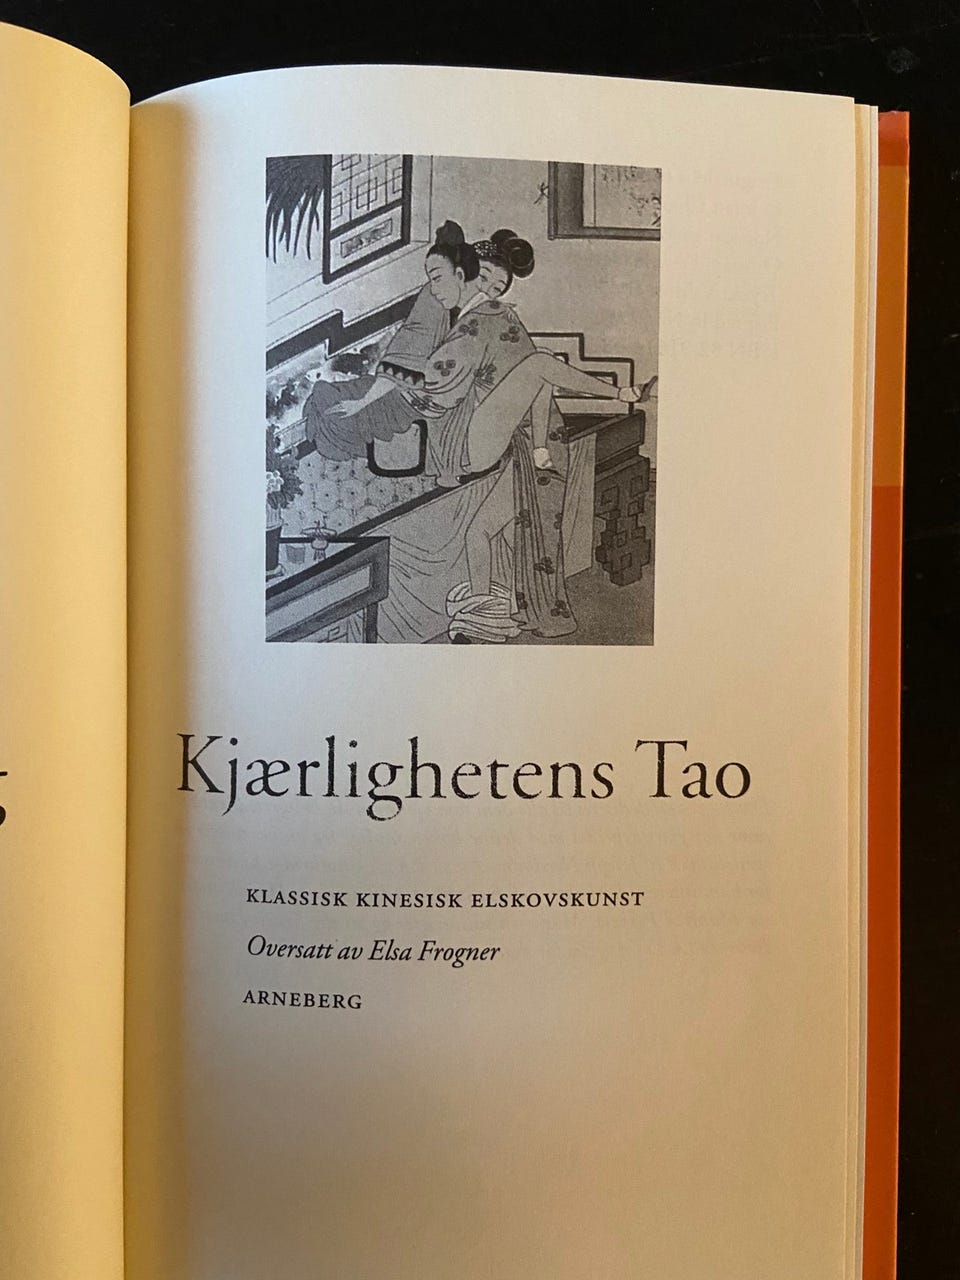 Kjærlighetens Tao
KLASSISK KINESISK ELSKOVSKUNST
Oversatt av Elsa Frogner
ARNEBERG